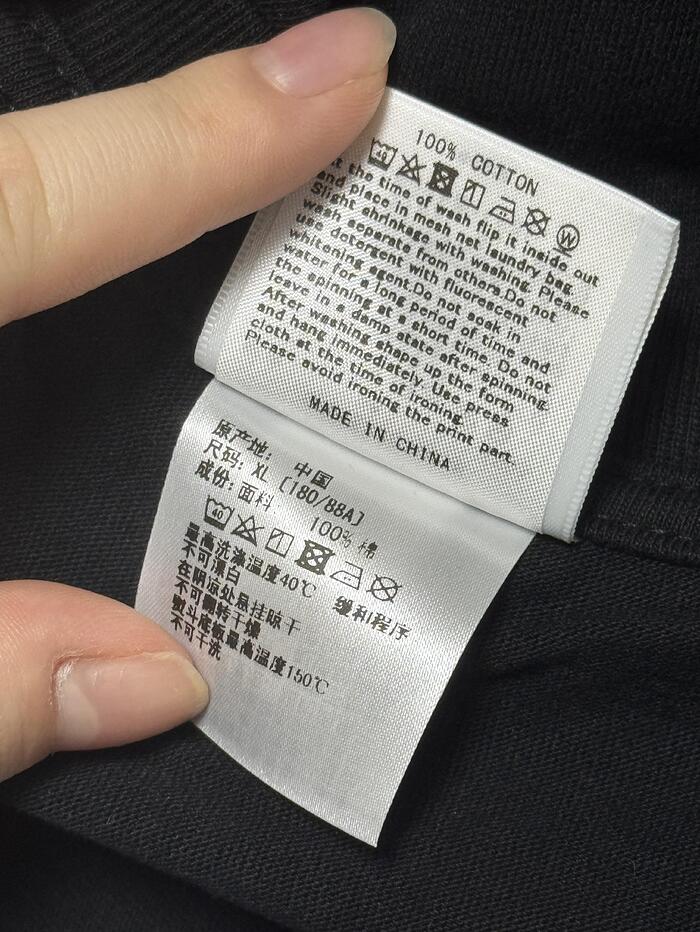 100% COTTON
40 W
the time of wash flip it inside out
and place in mesh net laundry bag.
Slight shrinkage with washing. Please
wash separate from others.Do not
use detergent with fluorescent
whitening agent.Do not soak in
water for a long period of time and
the spinning at a short time. Do not
leave in a damp state after spinning.
After washing shape up the form
and hang immediately. Use press
cloth at the time of ironing.
Please avoid ironing the print part.
MADE IN CHINA
原产地: 中国
尺码: XL [180/88A]
成份: 面料 100% 棉
40
最高洗涤温度40℃ 缓和程序
不可漂白
在阴凉处悬挂晾干
不可翻转干燥
熨斗底板最高温度150℃
不可干洗